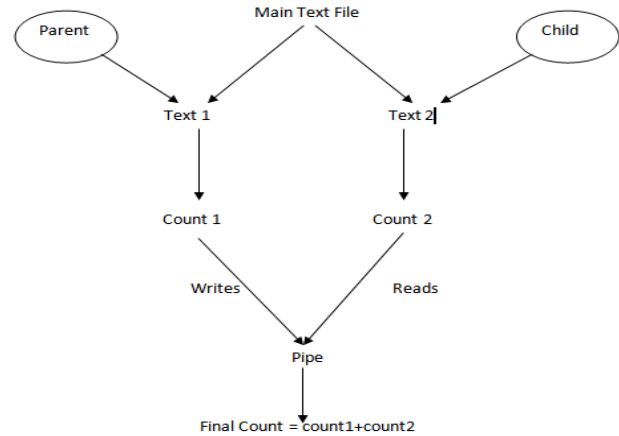 Main Text File
Parent
Child
Text 1
Text 2
Count 1
Count 2
Writes
Reads
Pipe
Final Count = count1+count2